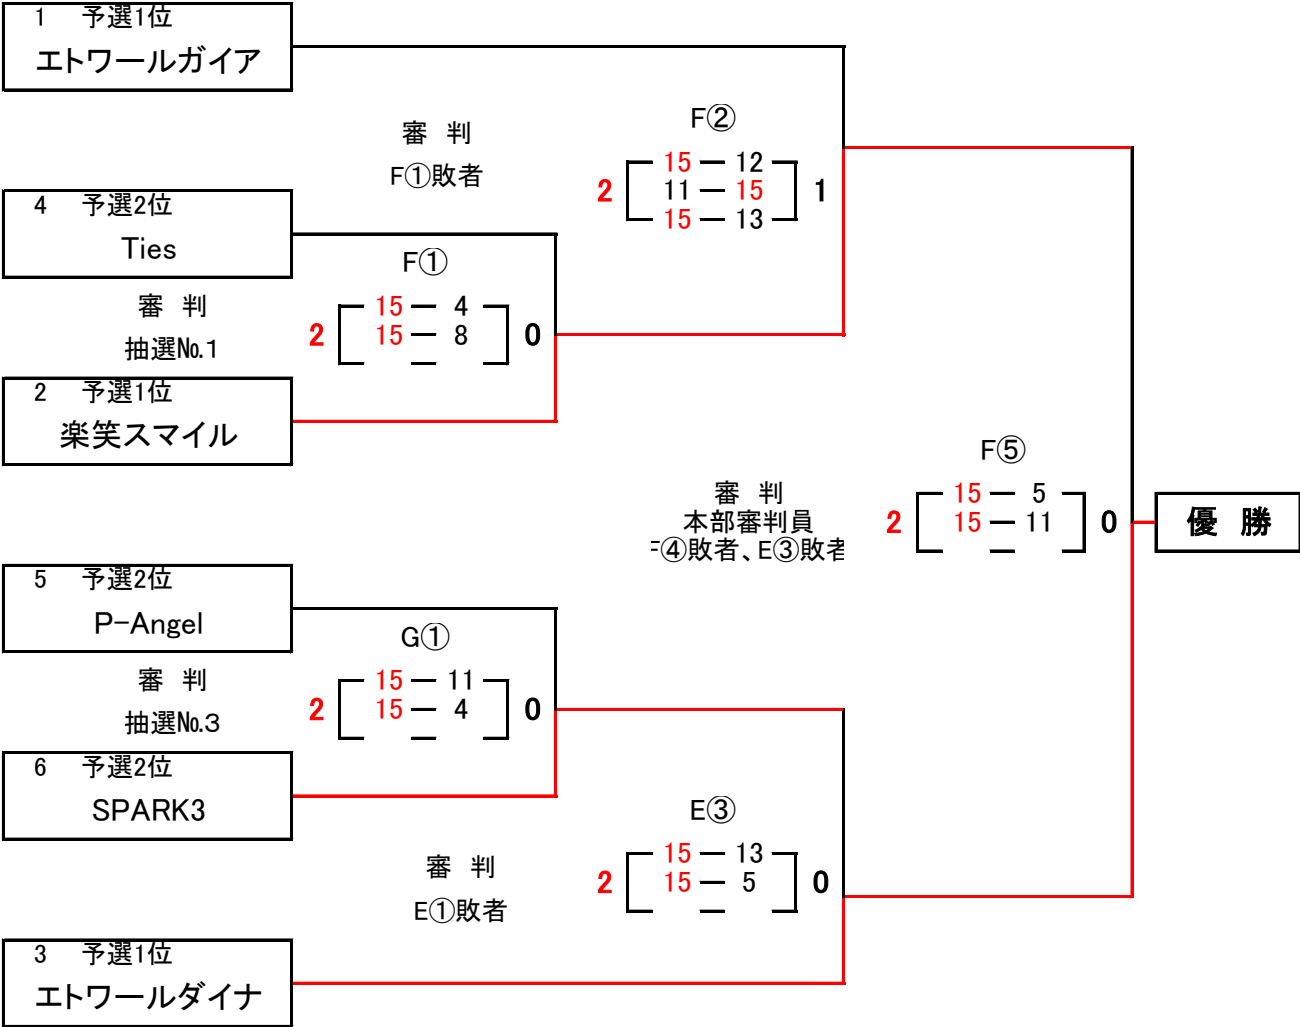 1 予選1位
エトワールガイア
審 判
F①敗者
F②
2 15 ― 12 1
11 ― 15
15 ― 13
4 予選2位
Ties
審 判
抽選№.1
F①
2 15 ― 4 0
15 ― 8
―
2 予選1位
楽笑スマイル
審 判
本部審判員
④敗者、E③敗者
F⑤
2 15 ― 5 0
15 ― 11
―
優 勝
5 予選2位
P-Angel
審 判
抽選№.3
G①
2 15 ― 11 0
15 ― 4
―
6 予選2位
SPARK3
審 判
E①敗者
E③
2 15 ― 13 0
15 ― 5
―
3 予選1位
エトワールダイナ